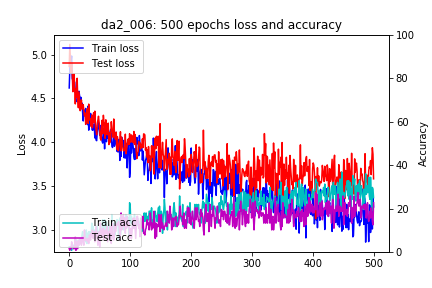 da2_006: 500 epochs loss and accuracy
Train loss
Test loss
Train acc
Test acc
Loss
5.0
4.5
4.0
3.5
3.0
Accuracy
100
80
60
40
20
0
0 100 200 300 400 500